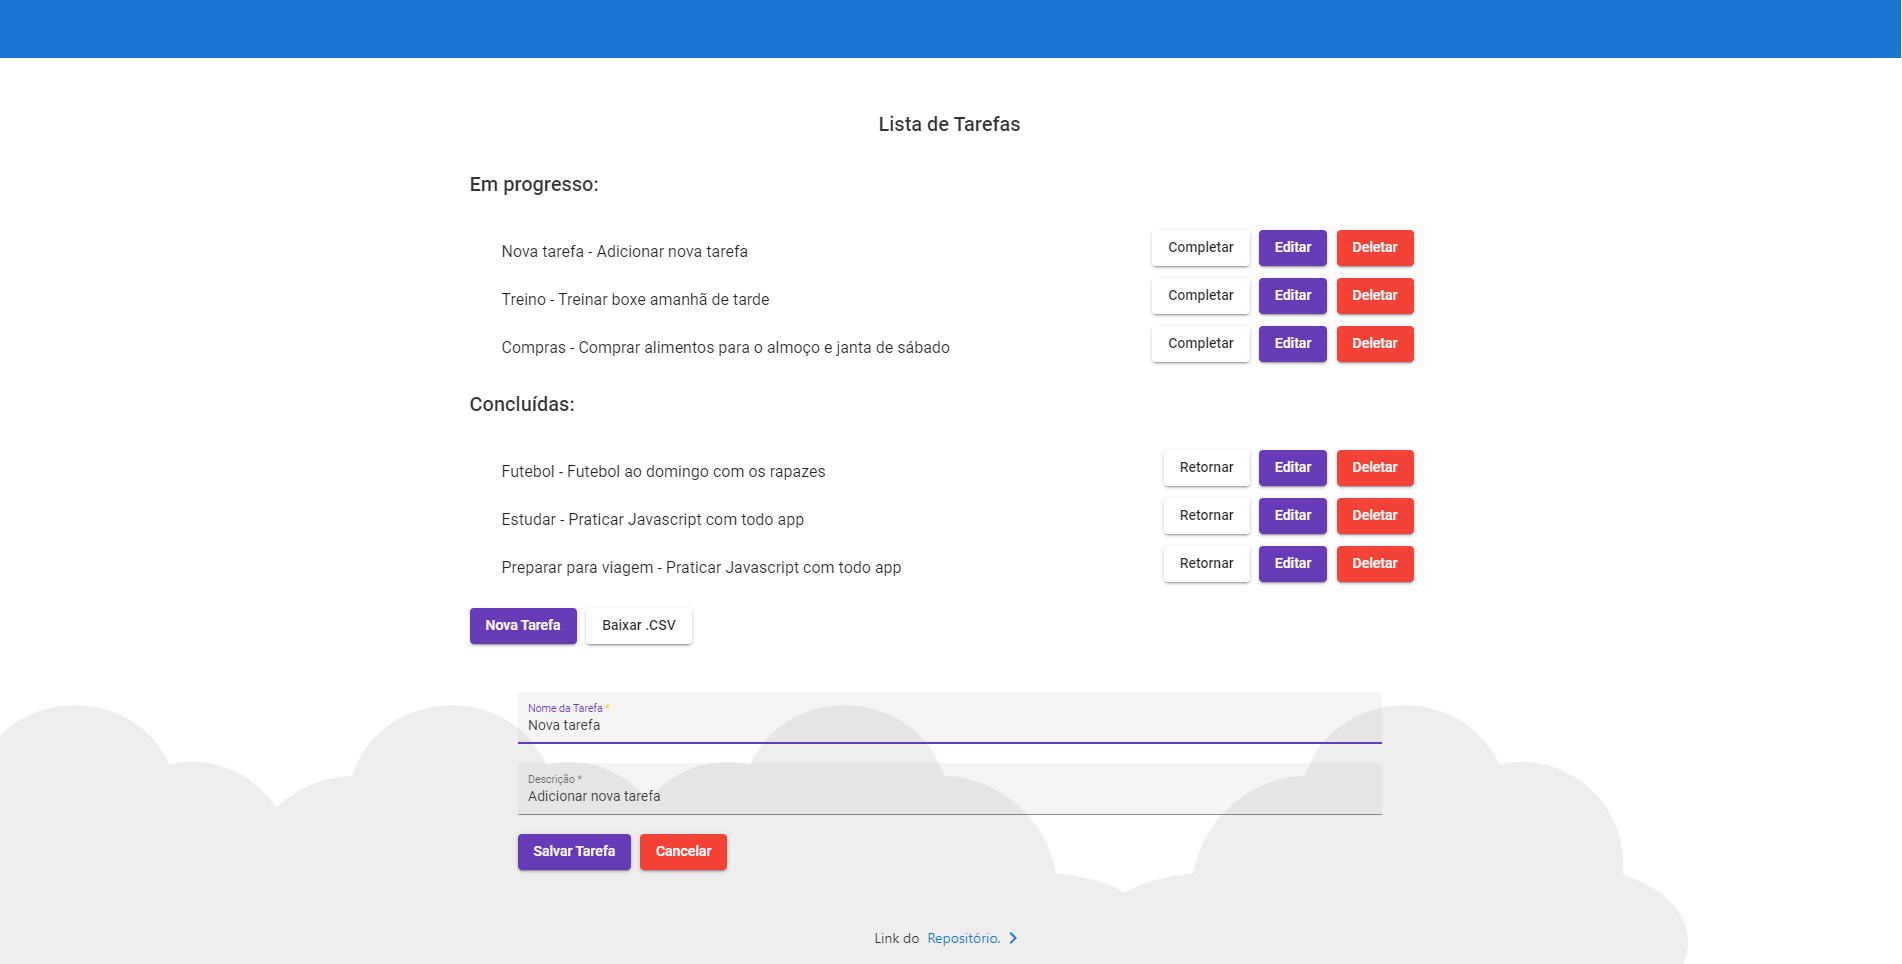 Lista de Tarefas
Em progresso:
Nova tarefa - Adicionar nova tarefa Completar Editar Deletar
Treino - Treinar boxe amanhã de tarde Completar Editar Deletar
Compras - Comprar alimentos para o almoço e janta de sábado Completar Editar Deletar
Concluídas:
Futebol - Futebol ao domingo com os rapazes Retornar Editar Deletar
Estudar - Praticar Javascript com todo app Retornar Editar Deletar
Preparar para viagem - Praticar Javascript com todo app Retornar Editar Deletar
Nova Tarefa Baixar .CSV
Nome da Tarefa *
Nova tarefa
Descrição *
Adicionar nova tarefa
Salvar Tarefa Cancelar
Link do Repositório.